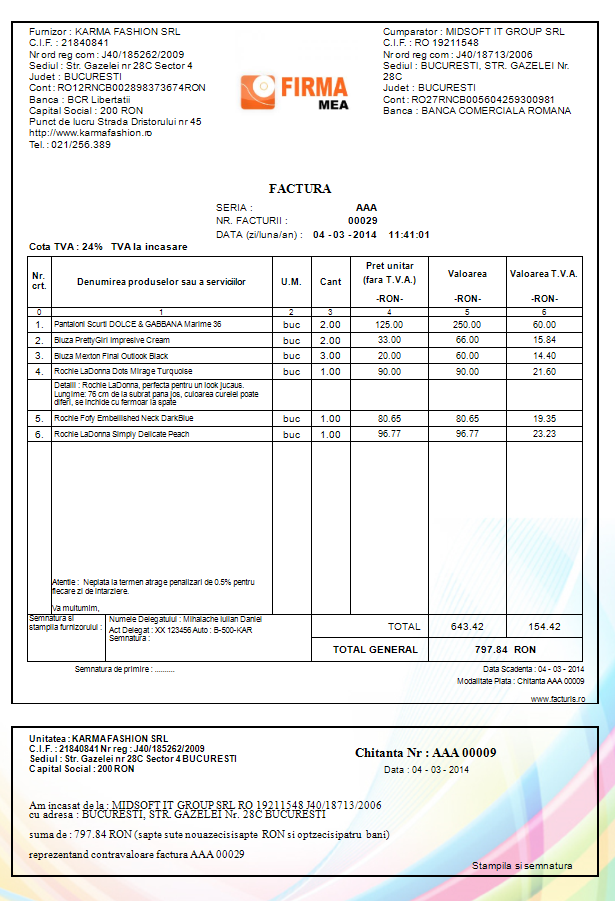 Furnizor : KARMA FASHION SRL
C.I.F. : 21840841
Nr ord reg com : J40/185262/2009
Sediul : Str. Gazelei nr 28C Sector 4
Judet : BUCURESTI
Cont : RO12RNCB002898373674RON
Banca : BCR Libertatii
Capital Social : 200 RON
Punct de lucru Strada Dristorului nr 45
http://www.karmafashion.ro
Tel. : 021/256.389
FIRMA
MEA
Cumparator : MIDSOFT IT GROUP SRL
C.I.F. : RO 19211548
Nr ord reg com : J40/18713/2006
Sediul : BUCURESTI, STR. GAZELEI Nr.
28C
Judet : BUCURESTI
Cont : RO27RNCB005604259300981
Banca : BANCA COMERCIALA ROMANA
FACTURA
SERIA : AAA
NR. FACTURII : 00029
DATA (zi/luna/an) : 04 - 03 - 2014 11:41:01
Cota TVA : 24% TVA la incasare
Nr. crt. Denumirea produselor sau a serviciilor U.M. Cant Pret unitar (fara T.V.A.) -RON- Valoarea -RON- Valoarea T.V.A. -RON-
0 1 2 3 4 5 6
1. Pantaloni Scurti DOLCE & GABBANA Marime 36 buc 2.00 125.00 250.00 60.00
2. Bluza PrettyGirl Impresive Cream buc 2.00 33.00 66.00 15.84
3. Bluza Mexton Final Outlook Black buc 3.00 20.00 60.00 14.40
4. Rochie LaDonna Dots Mirage Turquoise buc 1.00 90.00 90.00 21.60
Detalii : Rochie LaDonna, perfecta pentru un look jucaus.
Lungime: 76 cm de la subrat pana jos, culoarea curelei poate
diferi, se inchide cu fermoar la spate
5. Rochie Foty Embellished Neck DarkBlue buc 1.00 80.65 80.65 19.35
6. Rochie LaDonna Simply Delicate Peach buc 1.00 96.77 96.77 23.23
Atentie : Neplata la termen atrage penalizari de 0.5% pentru
fiecare zi de intarziere.
Va multumim,
Semnatura si
stampila furnizorului :
Numele Delegatului : Mihalache Iulian Daniel
Act Delegat : XX 123456 Auto : B-500-KAR
Semnatura :
TOTAL 643.42 154.42
TOTAL GENERAL 797.84 RON
Semnatura de primire : ..........
Data Scadenta : 04 - 03 - 2014
Modalitate Plata : Chitanta AAA 00009
www.facturis.ro
Unitatea : KARMA FASHION SRL
C.I.F. : 21840841 Nr reg : J40/185262/2009
Sediul : Str. Gazelei nr 28C Sector 4 BUCURESTI
Capital Social : 200 RON
Chitanta Nr : AAA 00009
Data : 04 - 03 - 2014
Am incasat de la : MIDSOFT IT GROUP SRL RO 19211548 J40/18713/2006
cu adresa : BUCURESTI, STR. GAZELEI Nr. 28C BUCURESTI
suma de : 797.84 RON (sapte sute nouazecisisapte RON si optzecisipatru bani)
reprezentand contravaloare factura AAA 00029
Stampila si semnatura